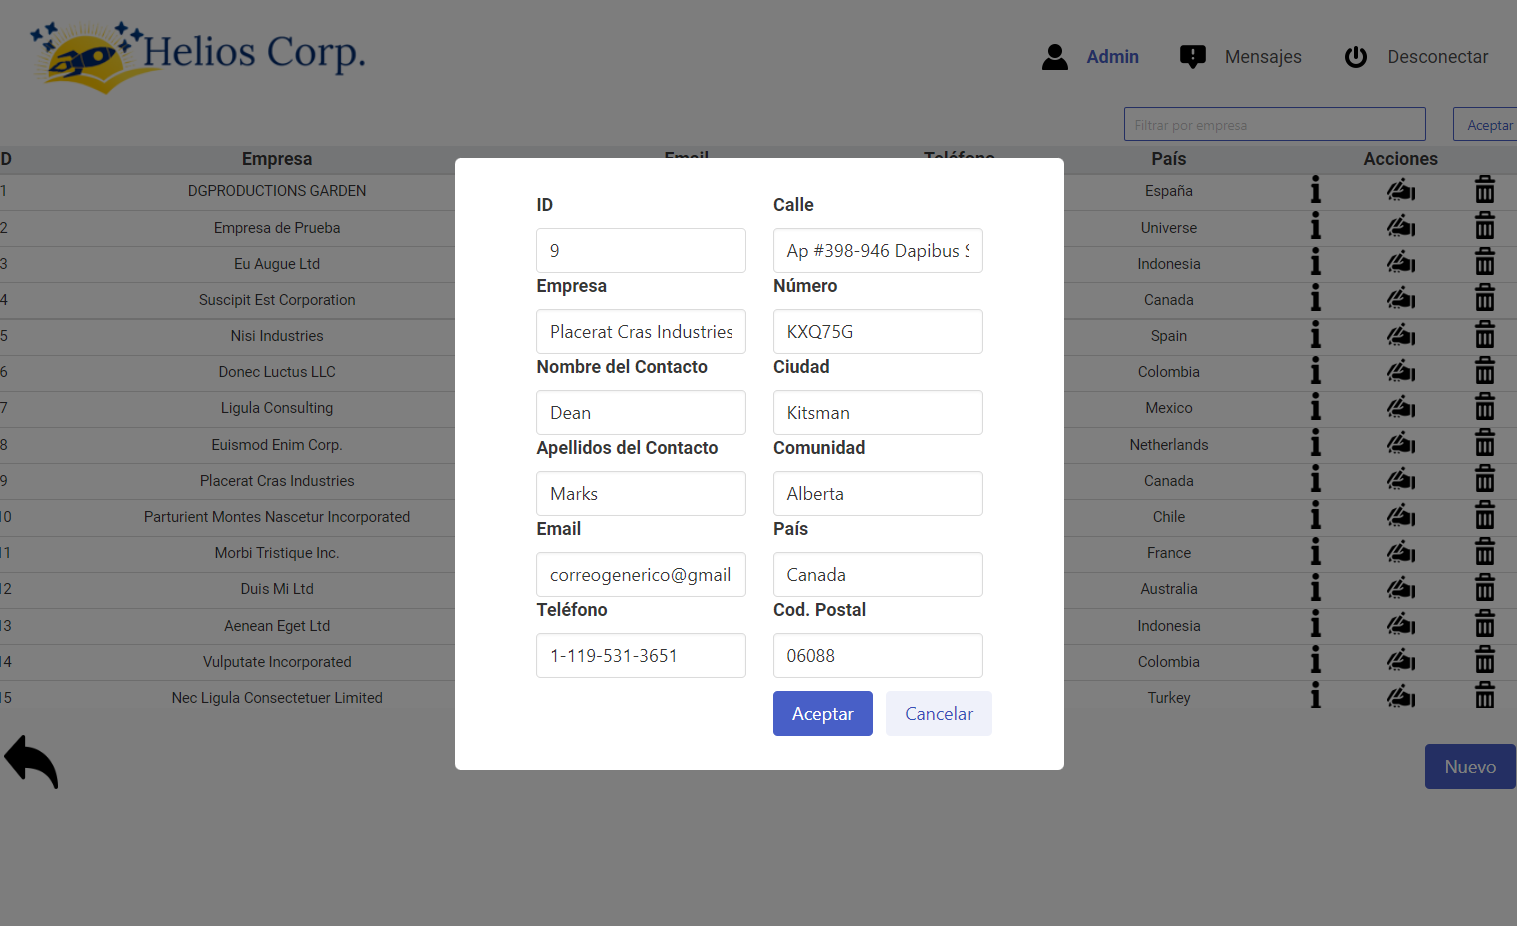 Helios Corp.
Admin Mensajes Desconectar
Filtrar por empresa Aceptar
D Empresa Email Teléfono País Acciones
1 DGPRODUCTIONS GARDEN España
2 Empresa de Prueba Universe
3 Eu Augue Ltd Indonesia
4 Suscipit Est Corporation Canada
5 Nisi Industries Spain
6 Donec Luctus LLC Colombia
7 Ligula Consulting Mexico
8 Euismod Enim Corp. Netherlands
9 Placerat Cras Industries Canada
10 Parturient Montes Nascetur Incorporated Chile
11 Morbi Tristique Inc. France
12 Duis Mi Ltd Australia
13 Aenean Eget Ltd Indonesia
14 Vulputate Incorporated Colombia
15 Nec Ligula Consectetuer Limited Turkey
ID Calle
9 Ap #398-946 Dapibus S
Empresa Número
Placerat Cras Industries KXQ75G
Nombre del Contacto Ciudad
Dean Kitsman
Apellidos del Contacto Comunidad
Marks Alberta
Email País
correogenerico@gmail Canada
Teléfono Cod. Postal
1-119-531-3651 06088
Aceptar Cancelar
Nuevo